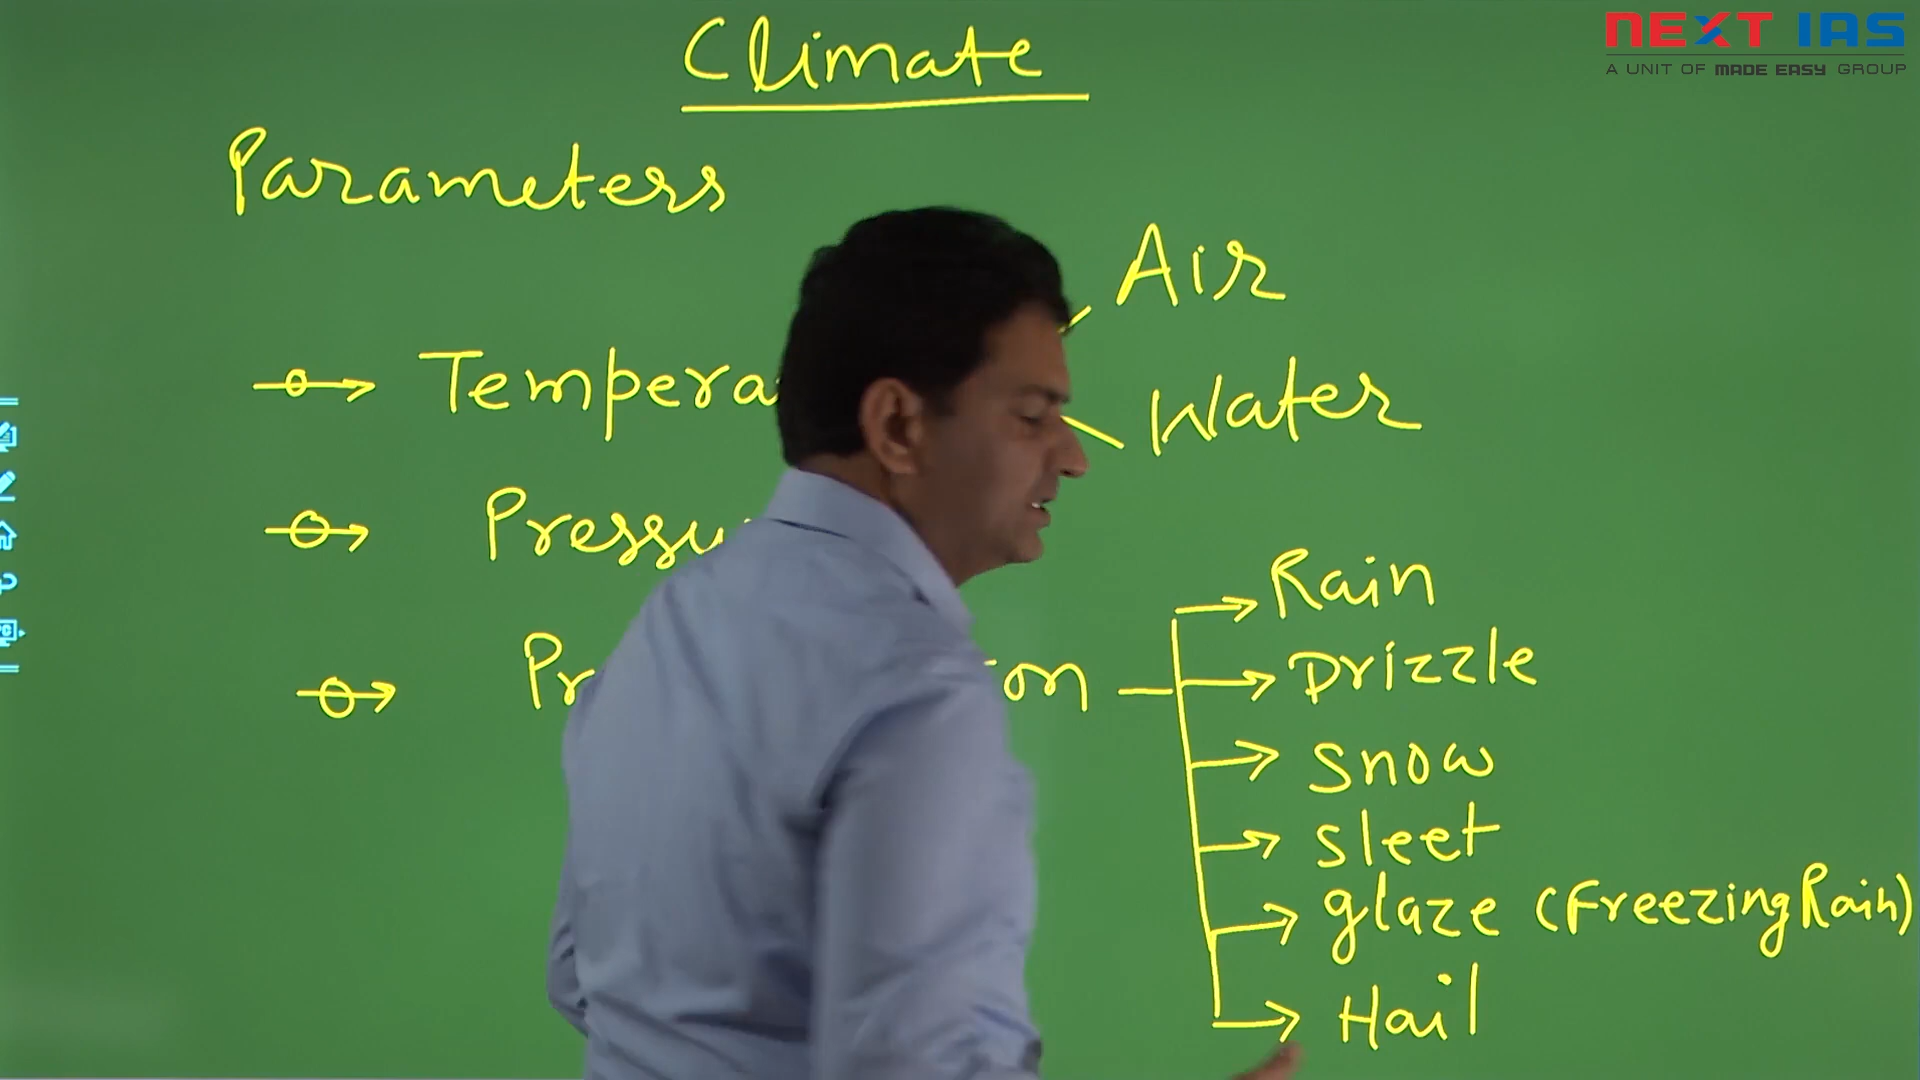 NEXT IAS
A UNIT OF MADE EASY GROUP
Climate
Parameters
Air
Tempera
Water
Pressu
Rain
Pr on
Drizzle
Snow
Sleet
glaze (Freezing Rain)
Hail